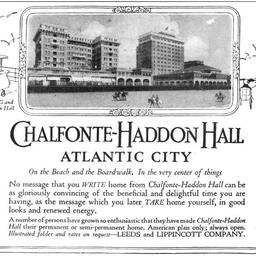 G and
n Hall
CHALFONTE-HADDON HALL
ATLANTIC CITY
On the Beach and the Boardwalk. In the very center of things
No message that you WRITE home from Chalfonte-Haddon Hall can be
as gloriously convincing of the beneficial and delightful time you are
having, as the message which you later TAKE home yourself, in good
looks and renewed energy.
A number of persons have grown so enthusiastic that they have made Chalfonte-Haddon
Hall their permanent or semi-permanent home. American plan only; always open.
Illustrated folder and rates on request—LEEDS and LIPPINCOTT COMPANY.